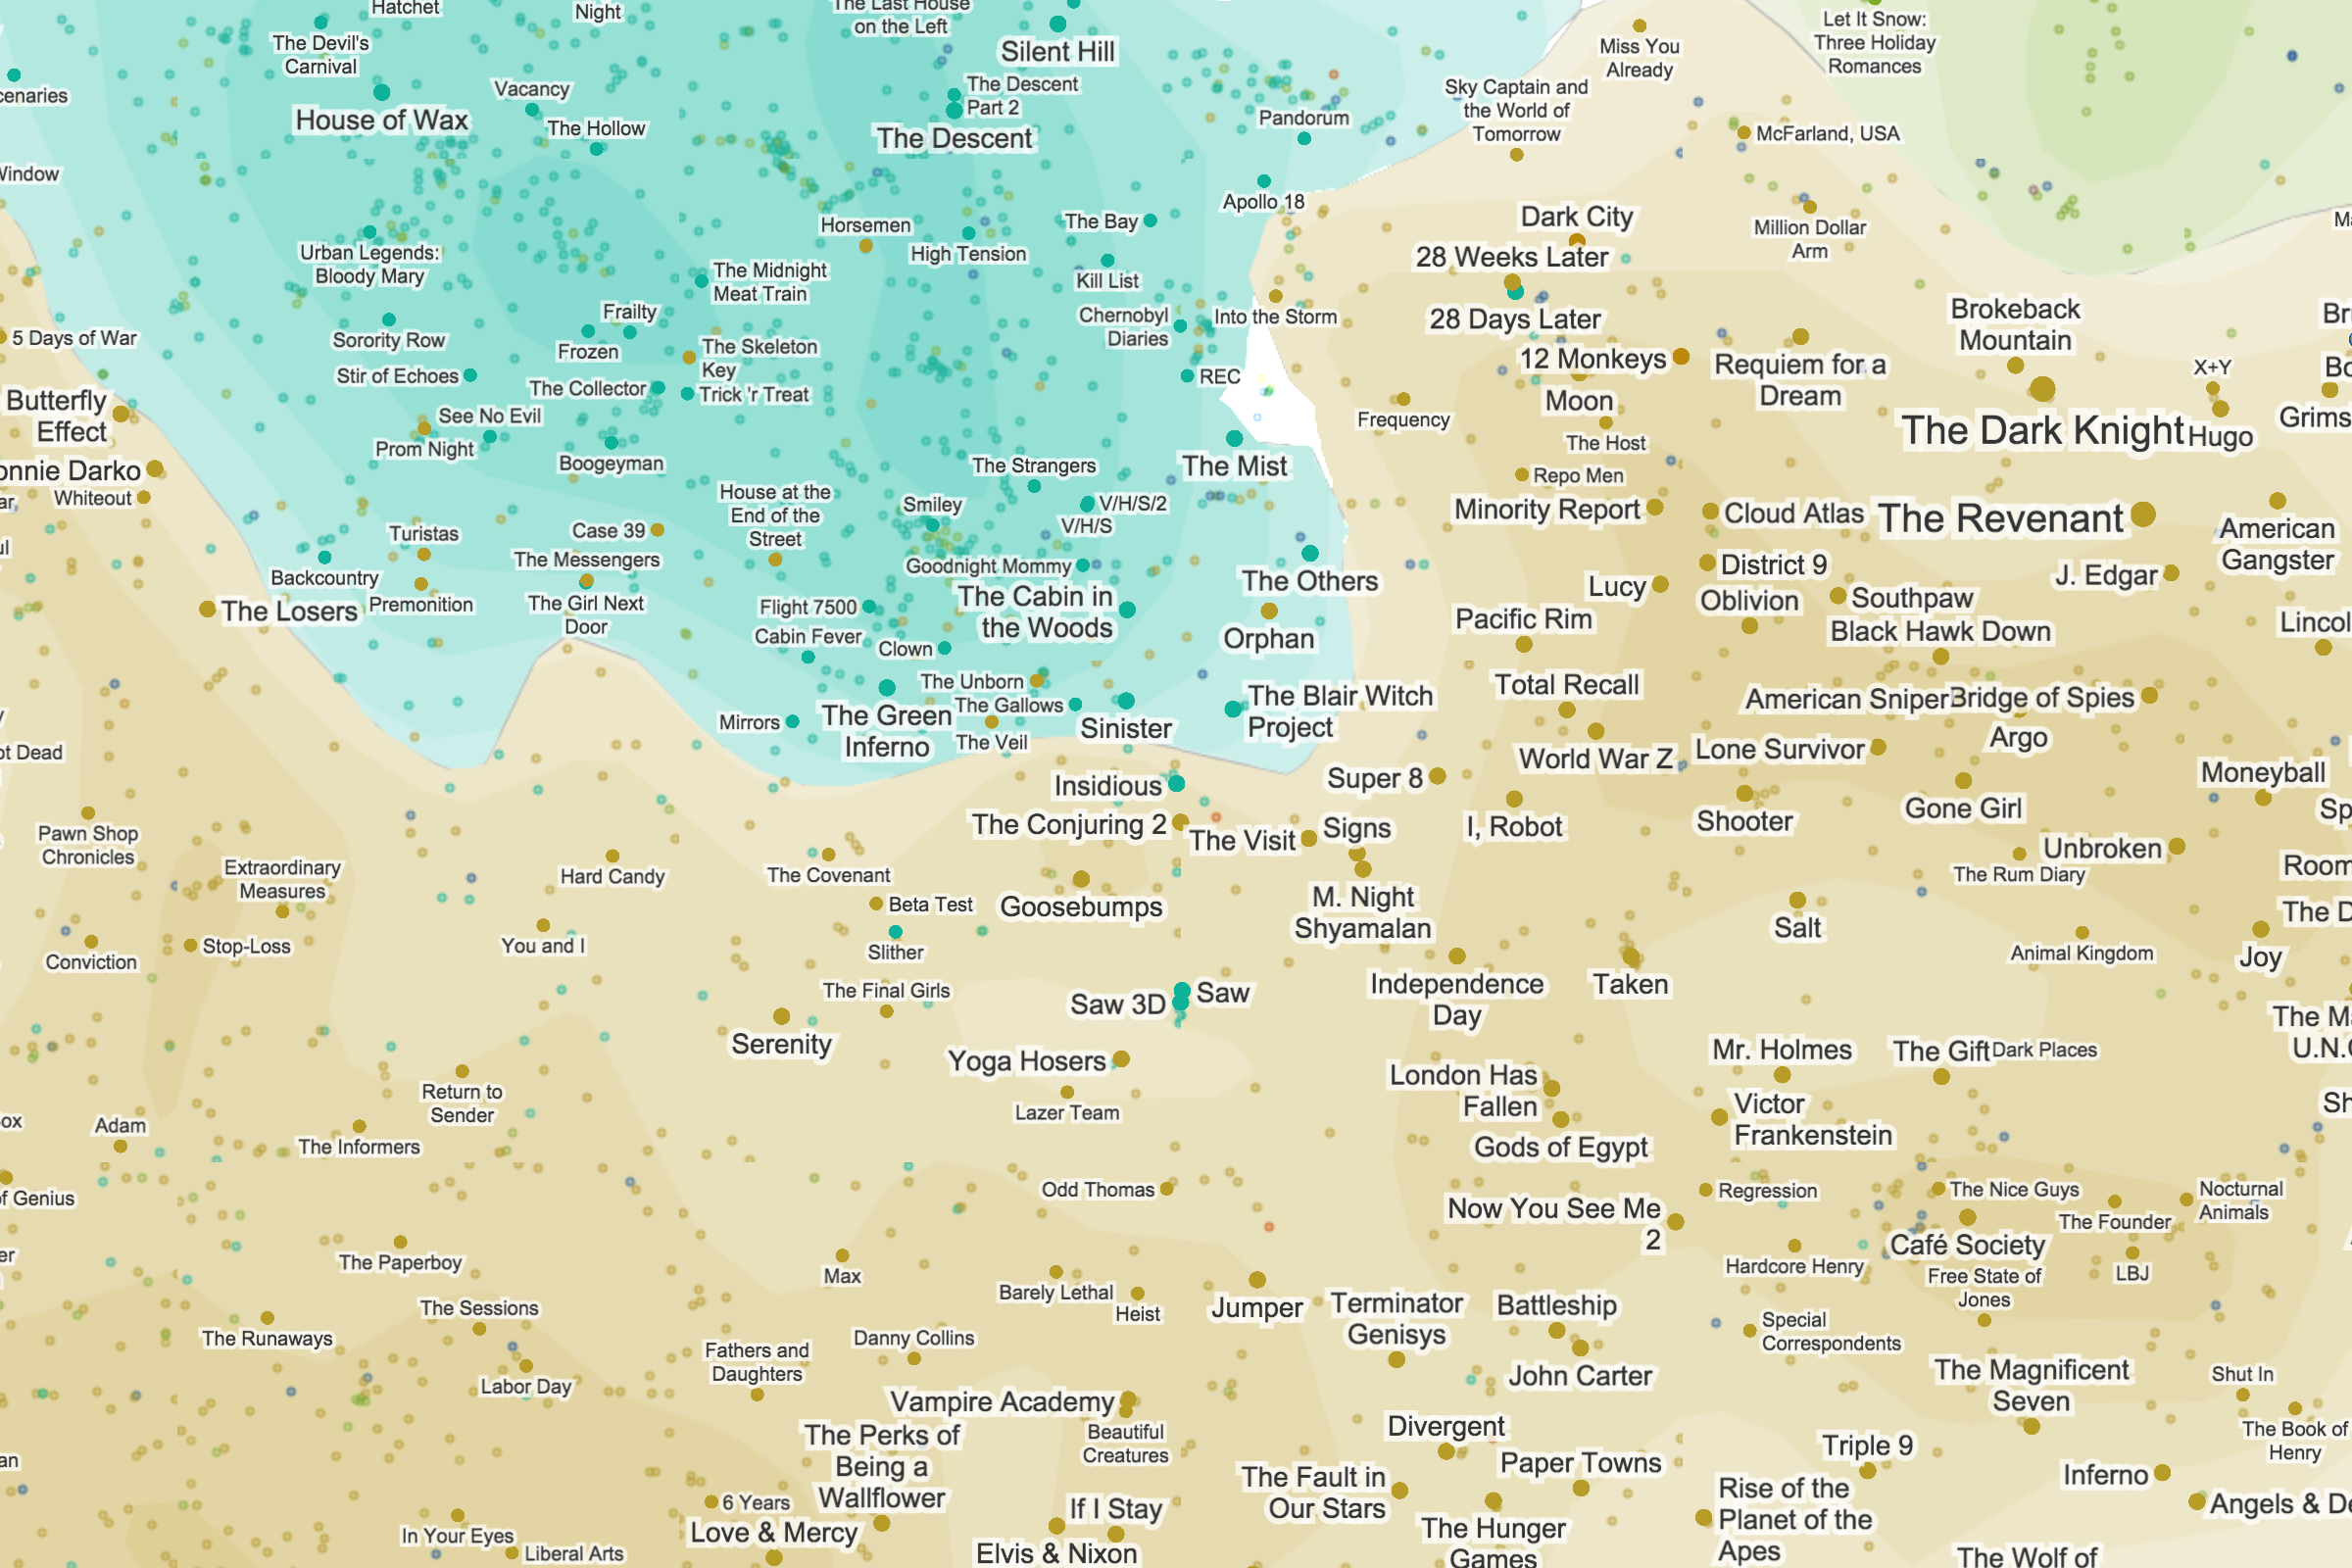 Hatchet
Night
The Last House
on the Left
Let It Snow:
Three Holiday
Romances
The Devil's
Carnival
Silent Hill
Miss You
Already
cenaries
Vacancy
The Descent
Part 2
Sky Captain and
the World of
Tomorrow
House of Wax
The Hollow
The Descent
Pandorum
McFarland, USA
Window
Apollo 18
Horsemen
The Bay
Dark City
Million Dollar
Arm
Urban Legends:
Bloody Mary
High Tension
28 Weeks Later
The Midnight
Meat Train
Kill List
Frailty
Chernobyl
Diaries
Into the Storm
28 Days Later
Brokeback
Mountain
5 Days of War
Sorority Row
Frozen
The Skeleton
Key
12 Monkeys
Requiem for a
Dream
X+Y
Stir of Echoes
The Collector
Trick 'r Treat
REC
Moon
Butterfly
Effect
See No Evil
Frequency
The Dark Knight
Hugo
Grims
Prom Night
Boogeyman
The Host
onnie Darko
The Strangers
The Mist
Repo Men
Whiteout
House at the
End of the
Street
Smiley
V/H/S/2
V/H/S
Minority Report
Cloud Atlas
The Revenant
American
Gangster
Turistas
Case 39
The Messengers
Goodnight Mommy
The Others
District 9
J. Edgar
Backcountry
Premonition
The Girl Next
Door
Flight 7500
The Cabin in
the Woods
Lucy
Oblivion
Southpaw
The Losers
Cabin Fever
Clown
Orphan
Pacific Rim
Black Hawk Down
Lincol
The Unborn
The Gallows
The Blair Witch
Project
Total Recall
American Sniper
Bridge of Spies
Mirrors
The Green
Inferno
The Veil
Sinister
World War Z
Lone Survivor
Argo
ot Dead
Insidious
Super 8
Moneyball
The Conjuring 2
The Visit
Signs
I, Robot
Shooter
Gone Girl
Pawn Shop
Chronicles
Extraordinary
Measures
Hard Candy
The Covenant
The Rum Diary
Unbroken
Room
Beta Test
Goosebumps
M. Night
Shyamalan
Salt
The D
Conviction
Stop-Loss
You and I
Slither
Animal Kingdom
Joy
The Final Girls
Saw 3D
Saw
Independence
Day
Taken
Serenity
The Ma
U.N.C
Yoga Hosers
Mr. Holmes
The Gift
Dark Places
Return to
Sender
Lazer Team
London Has
Fallen
Victor
Frankenstein
Adam
The Informers
Gods of Egypt
of Genius
Odd Thomas
Regression
The Nice Guys
Nocturnal
Animals
Now You See Me
2
The Founder
Café Society
The Paperboy
Max
Hardcore Henry
LBJ
Barely Lethal
Heist
Free State of
Jones
The Sessions
Jumper
Terminator
Genisys
Battleship
Special
Correspondents
The Runaways
Danny Collins
Fathers and
Daughters
John Carter
The Magnificent
Seven
Shut In
Labor Day
Vampire Academy
Beautiful
Creatures
Divergent
The Book of
Henry
The Perks of
Being a
Wallflower
Paper Towns
Triple 9
Inferno
The Fault in
Our Stars
Rise of the
Planet of the
Apes
6 Years
If I Stay
Angels & De
In Your Eyes
Love & Mercy
The Hunger
Games
Liberal Arts
Elvis & Nixon
The Wolf of